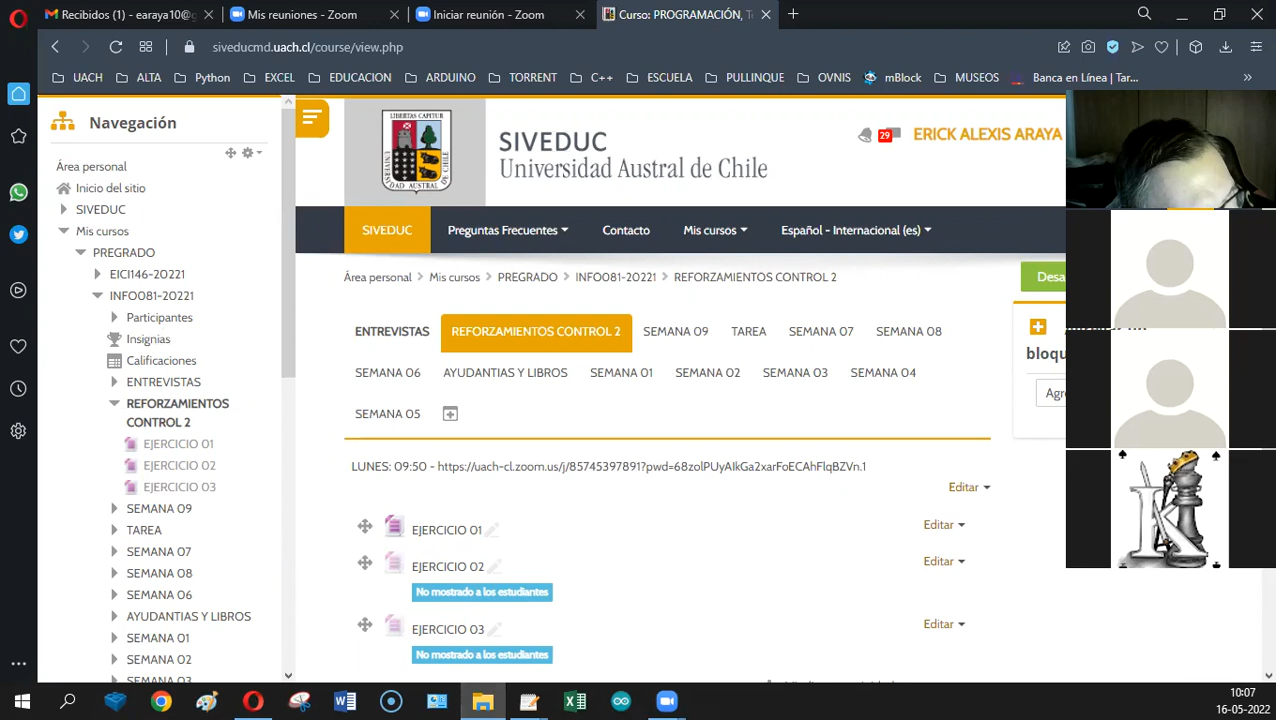 Recibidos (1) - earaya10@g
Mis reuniones - Zoom
Iniciar reunión - Zoom
Curso: PROGRAMACIÓN, T
siveducmd.uach.cl/course/view.php
UACH
ALTA
Python
EXCEL
EDUCACION
ARDUINO
TORRENT
C++
ESCUELA
PULLINQUE
OVNIS
mBlock
MUSEOS
Banca en Línea | Tar...
Navegación
Área personal
Inicio del sitio
SIVEDUC
Mis cursos
PREGRADO
EICI146-20221
INFO081-20221
Participantes
Insignias
Calificaciones
ENTREVISTAS
REFORZAMIENTOS
CONTROL 2
EJERCICIO 01
EJERCICIO 02
EJERCICIO 03
SEMANA 09
TAREA
SEMANA 07
SEMANA 08
SEMANA 06
AYUDANTIAS Y LIBROS
SEMANA 01
SEMANA 02
SEMANA 03
LIBERTAS CAPITUR
SIVEDUC
Universidad Austral de Chile
29
ERICK ALEXIS ARAYA
SIVEDUC
Preguntas Frecuentes
Contacto
Mis cursos
Español - Internacional (es)
Área personal
Mis cursos
PREGRADO
INFO081-20221
REFORZAMIENTOS CONTROL 2
Desa
ENTREVISTAS
REFORZAMIENTOS CONTROL 2
SEMANA 09
TAREA
SEMANA 07
SEMANA 08
SEMANA 06
AYUDANTIAS Y LIBROS
SEMANA 01
SEMANA 02
SEMANA 03
SEMANA 04
SEMANA 05
bloqu
Agre
LUNES: 09:50 - https://uach-cl.zoom.us/j/85745397891?pwd=68zolPUyAIkGa2xarFoECAhFlqBZVn.1
Editar
EJERCICIO 01
Editar
EJERCICIO 02
Editar
No mostrado a los estudiantes
EJERCICIO 03
Editar
No mostrado a los estudiantes
K
10:07
16-05-2022